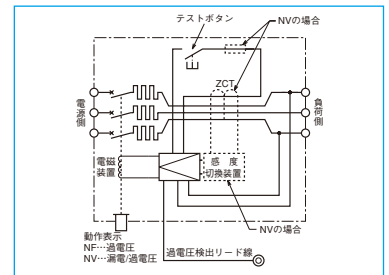 テストボタン
NVの場合
ZCT
電源側
負荷側
電磁
装置
感度
切換装置
NVの場合
動作表示
NF…過電圧
NV…漏電/過電圧
過電圧検出リード線